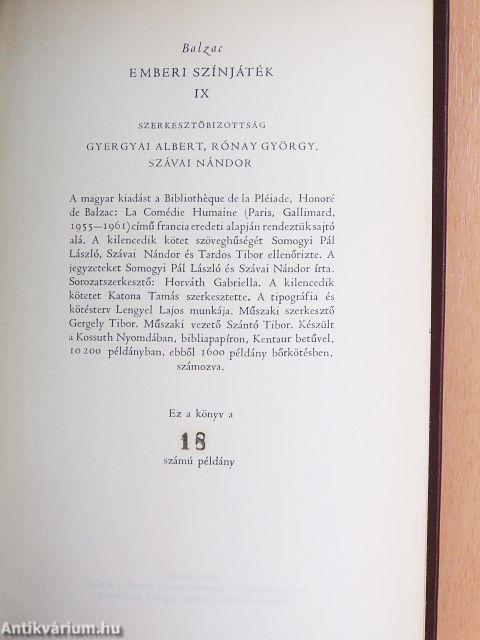 Balzac
EMBERI SZÍNJÁTÉK
IX
SZERKESZTŐBIZOTTSÁG
GYERGYAI ALBERT, RÓNAY GYÖRGY,
SZÁVAI NÁNDOR
A magyar kiadást a Bibliothèque de la Pléiade, Honoré
de Balzac: La Comédie Humaine (Paris, Gallimard,
1955—1961) című francia eredeti alapján rendeztük sajtó
alá. A kilencedik kötet szöveghűségét Somogyi Pál
László, Szávai Nándor és Tardos Tibor ellenőrizte. A
jegyzeteket Somogyi Pál László és Szávai Nándor írta.
Sorozatszerkesztő: Horváth Gabriella. A kilencedik
kötetet Katona Tamás szerkesztette. A tipográfia és
kötésterv Lengyel Lajos munkája. Műszaki szerkesztő
Gergely Tibor. Műszaki vezető Szántó Tibor. Készült
a Kossuth Nyomdában, bibliapapíron, Kentaur betűvel,
10 200 példányban, ebből 1600 példány bőrkötésben,
számozva.
Ez a könyv a
18
számú példány
Antikvárium.hu